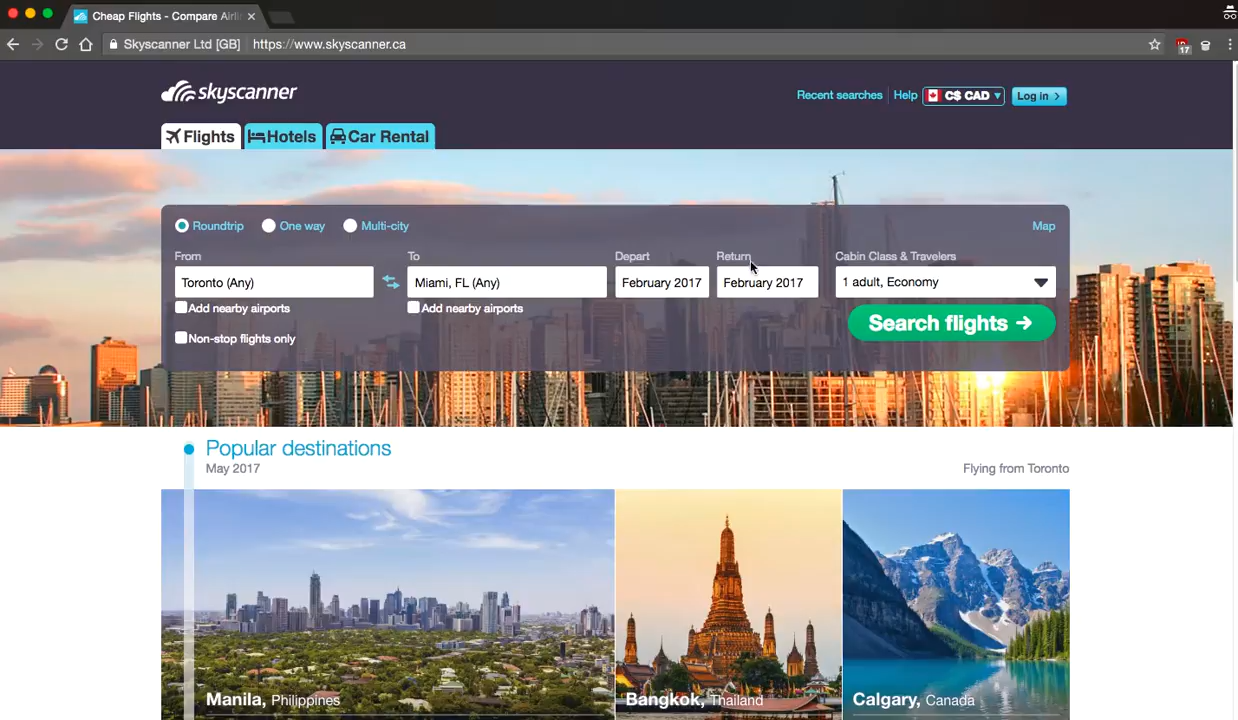 Cheap Flights - Compare Airli
17
Skyscanner Ltd [GB] https://www.skyscanner.ca
skyscanner
Recent searches Help C$ CAD Log in
Flights Hotels Car Rental
Roundtrip One way Multi-city Map
From To Depart Return Cabin Class & Travelers
Toronto (Any) Miami, FL (Any) February 2017 February 2017 1 adult, Economy
Add nearby airports Add nearby airports
Search flights
Non-stop flights only
Popular destinations
May 2017 Flying from Toronto
Manila, Philippines Bangkok, Thailand Calgary, Canada